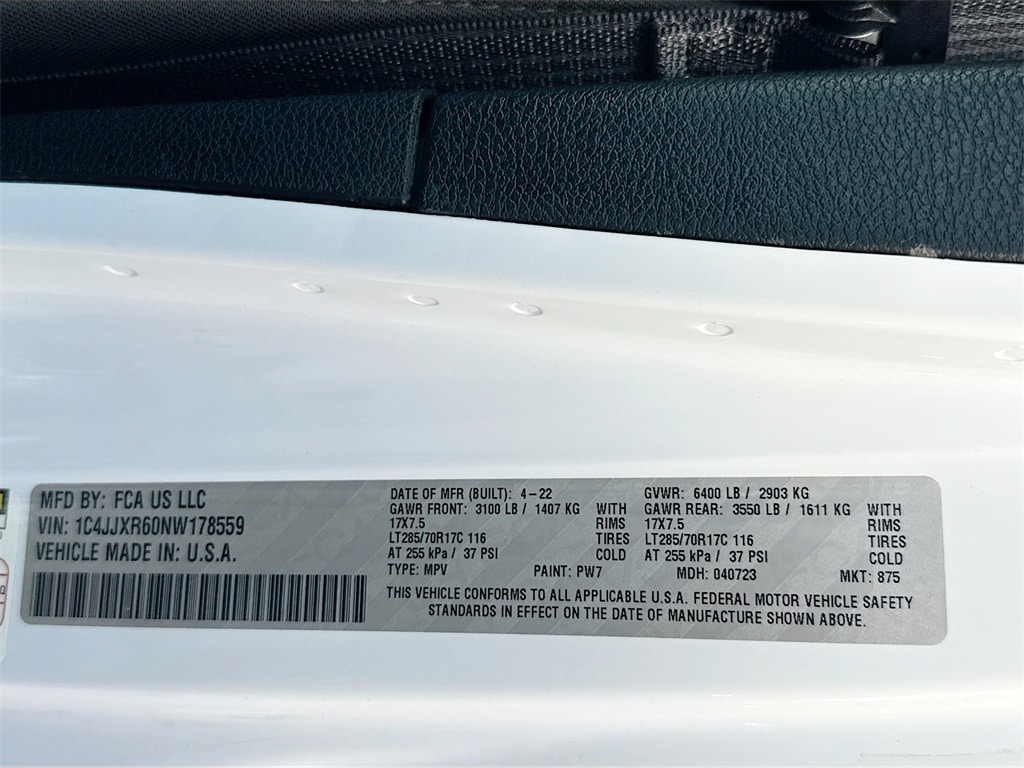 MFD BY: FCA US LLC
VIN: 1C4JJXR60NW178559
VEHICLE MADE IN: U.S.A.
DATE OF MFR (BUILT): 4-22 GVWR: 6400 LB / 2903 KG
GAWR FRONT: 3100 LB / 1407 KG WITH GAWR REAR: 3550 LB / 1611 KG WITH
17X7.5 RIMS 17X7.5 RIMS
LT285/70R17C 116 TIRES LT285/70R17C 116 TIRES
AT 255 kPa / 37 PSI COLD AT 255 kPa / 37 PSI COLD
TYPE: MPV PAINT: PW7 MDH: 040723 MKT: 875
THIS VEHICLE CONFORMS TO ALL APPLICABLE U.S.A. FEDERAL MOTOR VEHICLE SAFETY
STANDARDS IN EFFECT ON THE DATE OF MANUFACTURE SHOWN ABOVE.